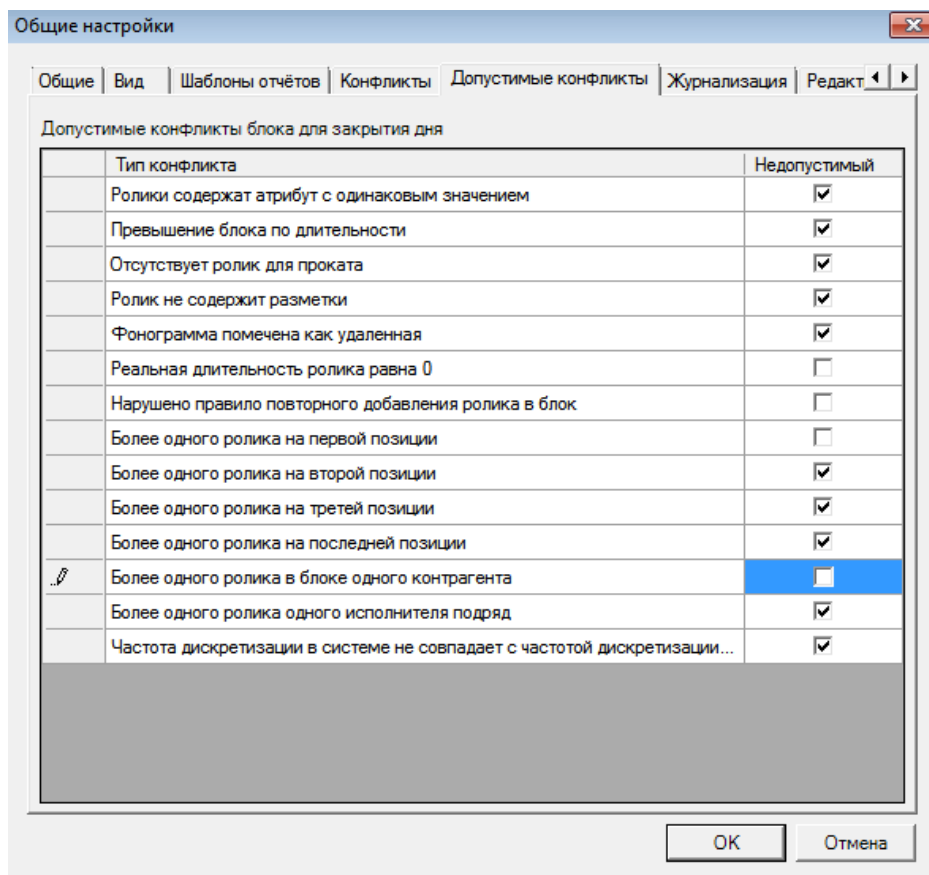 Общие настройки
Общие Вид Шаблоны отчётов Конфликты Допустимые конфликты Журнализация Редакт
Допустимые конфликты блока для закрытия дня
Тип конфликта Недопустимый
Ролики содержат атрибут с одинаковым значением
Превышение блока по длительности
Отсутствует ролик для проката
Ролик не содержит разметки
Фонограмма помечена как удаленная
Реальная длительность ролика равна 0
Нарушено правило повторного добавления ролика в блок
Более одного ролика на первой позиции
Более одного ролика на второй позиции
Более одного ролика на третей позиции
Более одного ролика на последней позиции
Более одного ролика в блоке одного контрагента
Более одного ролика одного исполнителя подряд
Частота дискретизации в системе не совпадает с частотой дискретизации...
OK Отмена